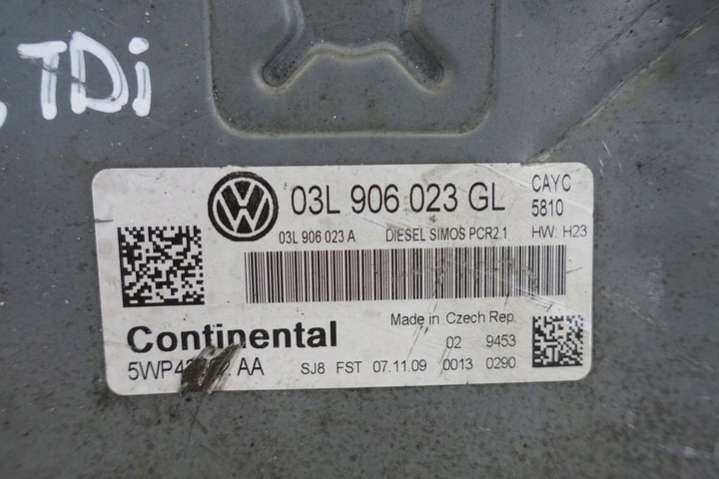 TDi
03L 906 023 GL
CAYC
5810
03L 906 023 A DIESEL SIMOS PCR2.1 HW: H23
Continental
Made in Czech Rep.
02 9453
AA
SJ8 FST 07.11.09 0013 0290